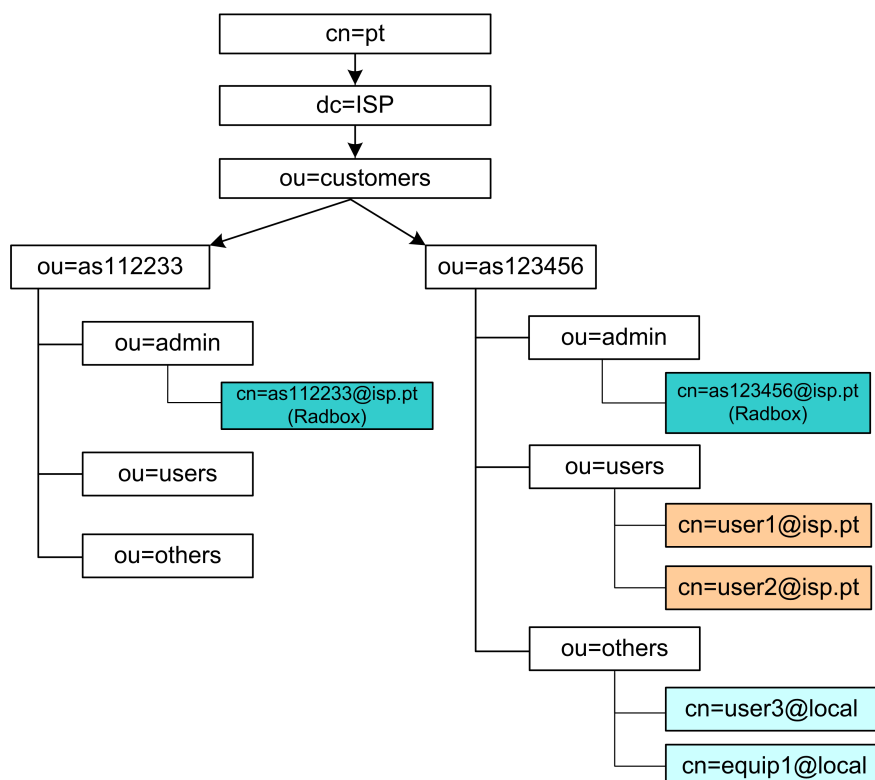 cn=pt
dc=ISP
ou=customers
ou=as112233
ou=as123456
ou=admin
cn=as112233@isp.pt
(Radbox)
ou=users
ou=others
ou=admin
cn=as123456@isp.pt
(Radbox)
ou=users
cn=user1@isp.pt
cn=user2@isp.pt
ou=others
cn=user3@local
cn=equip1@local